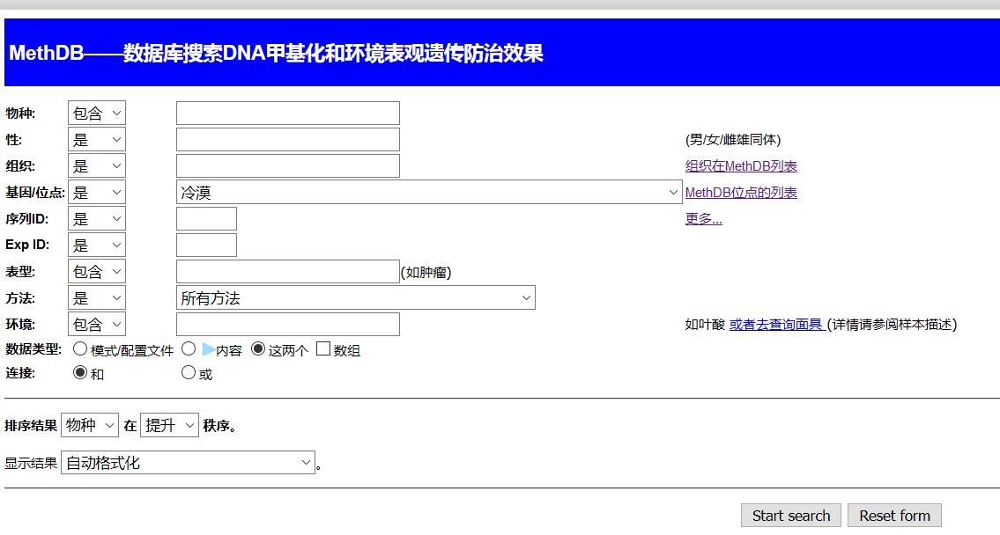 MethDB——数据库搜索DNA甲基化和环境表观遗传防治效果
物种: 包含
性: 是 (男/女/雌雄同体)
组织: 是 组织在MethDB列表
基因/位点: 是 冷漠 MethDB位点的列表
序列ID: 是 更多...
Exp ID: 是
表型: 包含 (如肿瘤)
方法: 是 所有方法
环境: 包含 如叶酸 或者去查询面具 (详情请参阅样本描述)
数据类型: 模式/配置文件 内容 这两个 数组
连接: 和 或
排序结果 物种 在 提升 秩序。
显示结果 自动格式化 。
Start search Reset form